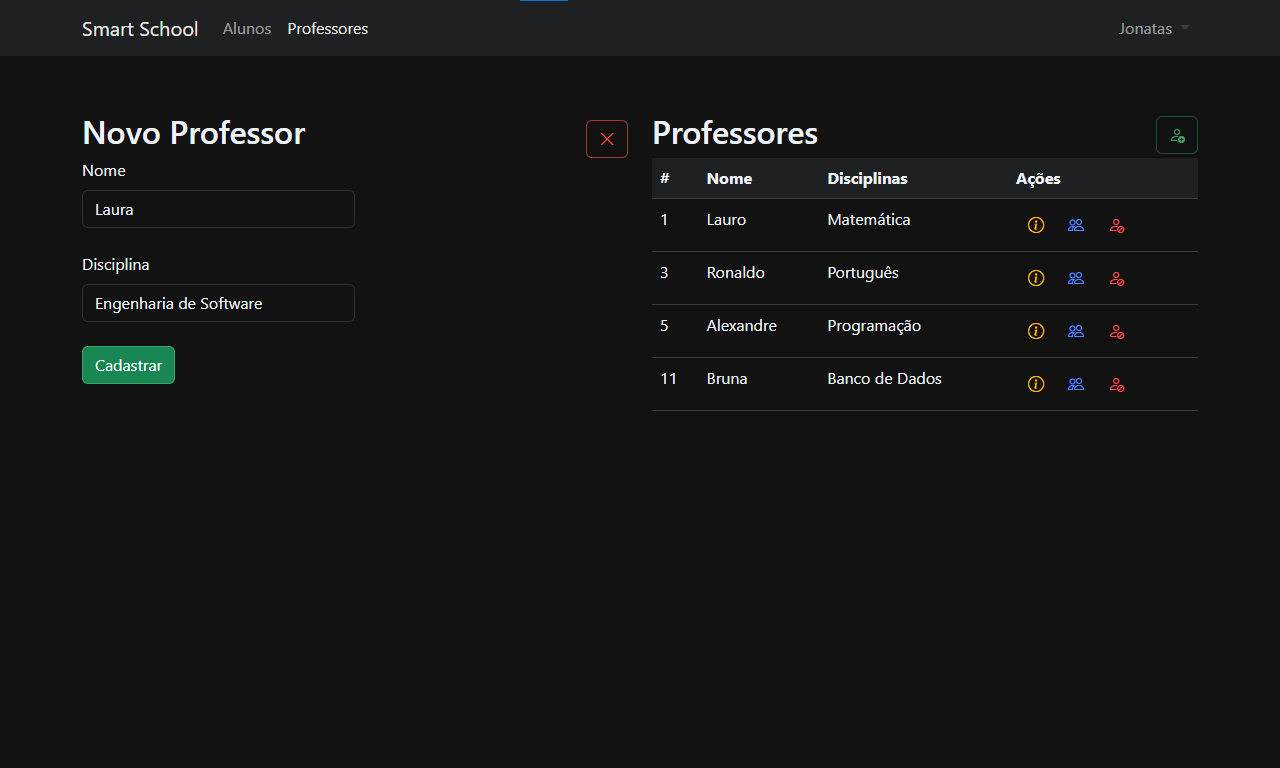 Smart School Alunos Professores Jonatas
Novo Professor
Nome
Laura
Disciplina
Engenharia de Software
Cadastrar
Professores
# Nome Disciplinas Ações
1 Lauro Matemática
3 Ronaldo Português
5 Alexandre Programação
11 Bruna Banco de Dados